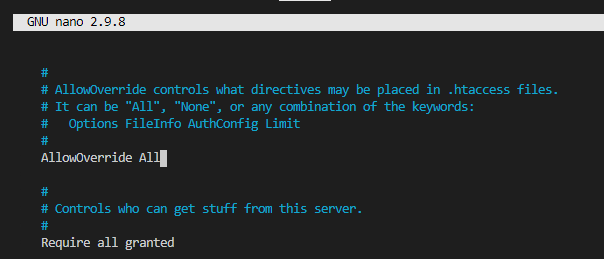 GNU nano 2.9.8
#
# AllowOverride controls what directives may be placed in .htaccess files.
# It can be "All", "None", or any combination of the keywords:
#   Options FileInfo AuthConfig Limit
#
AllowOverride All
#
# Controls who can get stuff from this server.
#
Require all granted